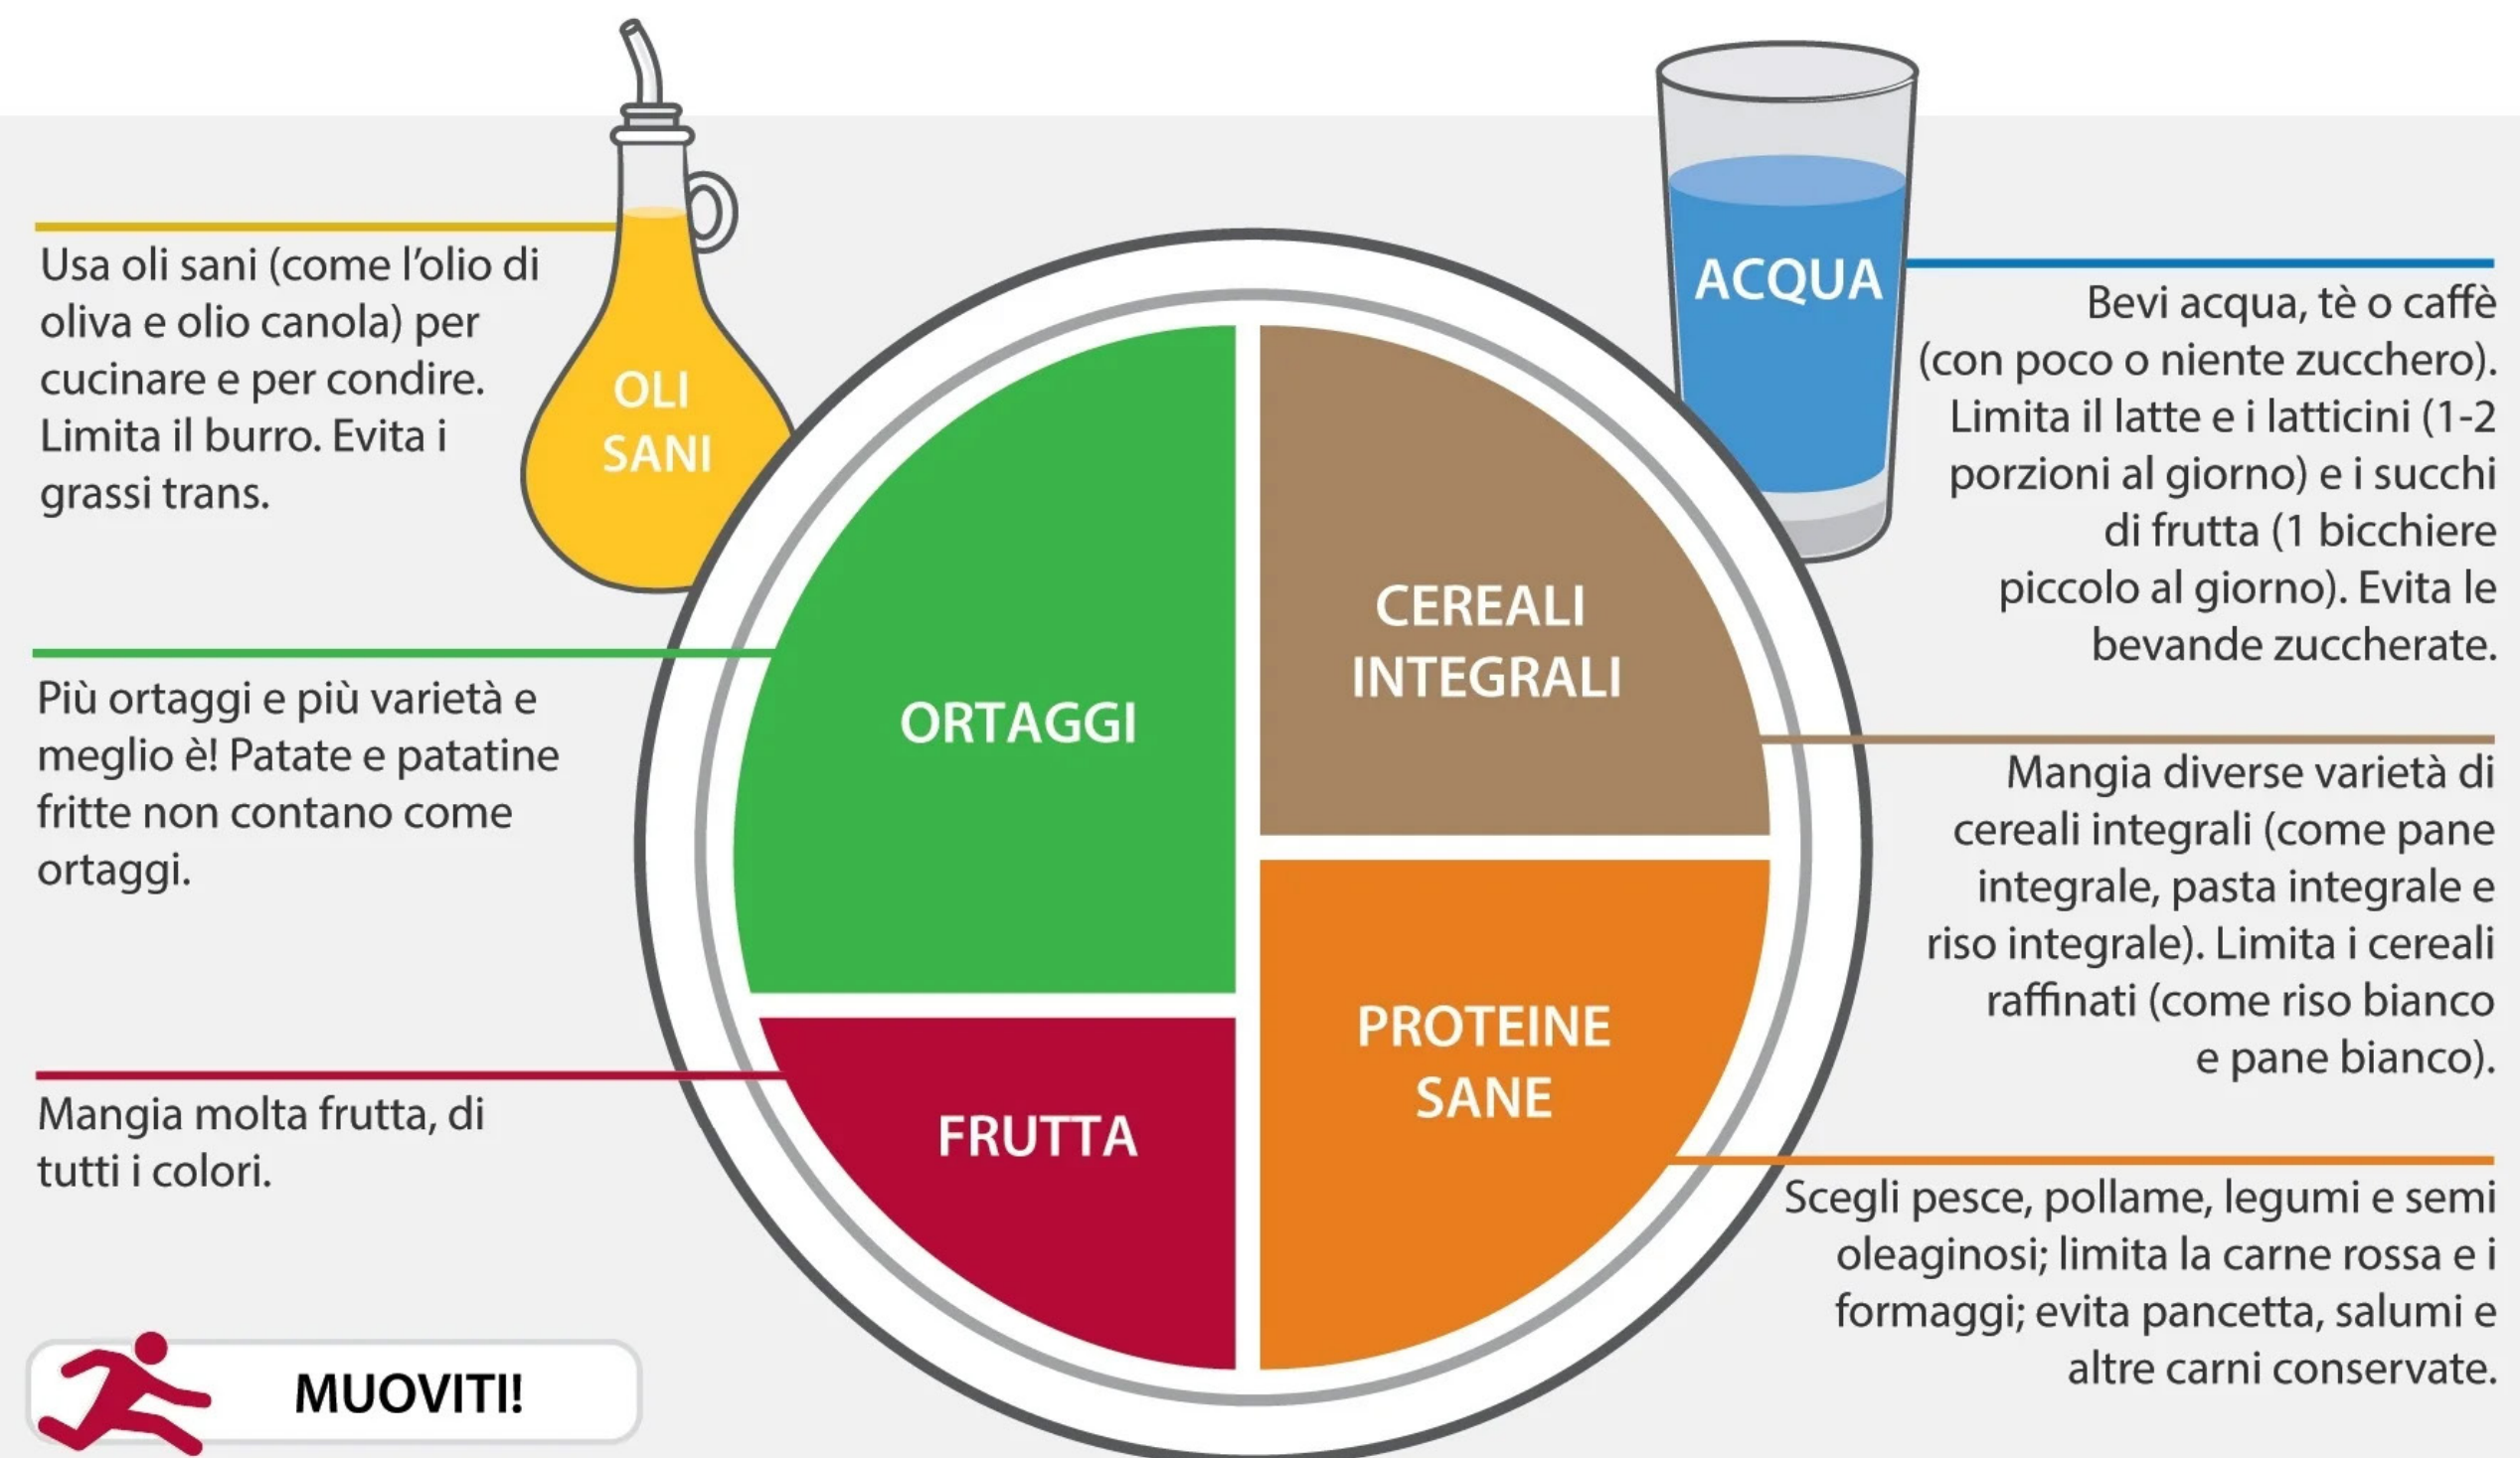 Usa oli sani (come l'olio di
oliva e olio canola) per
cucinare e per condire.
Limita il burro. Evita i
grassi trans.
OLI
SANI
ACQUA
Bevi acqua, tè o caffè
(con poco o niente zucchero).
Limita il latte e i latticini (1-2
porzioni al giorno) e i succhi
di frutta (1 bicchiere
piccolo al giorno). Evita le
bevande zuccherate.
Più ortaggi e più varietà e
meglio è! Patate e patatine
fritte non contano come
ortaggi.
ORTAGGI
CEREALI
INTEGRALI
Mangia diverse varietà di
cereali integrali (come pane
integrale, pasta integrale e
riso integrale). Limita i cereali
raffinati (come riso bianco
e pane bianco).
Mangia molta frutta, di
tutti i colori.
FRUTTA
PROTEINE
SANE
Scegli pesce, pollame, legumi e semi
oleaginosi; limita la carne rossa e i
formaggi; evita pancetta, salumi e
altre carni conservate.
MUOVITI!